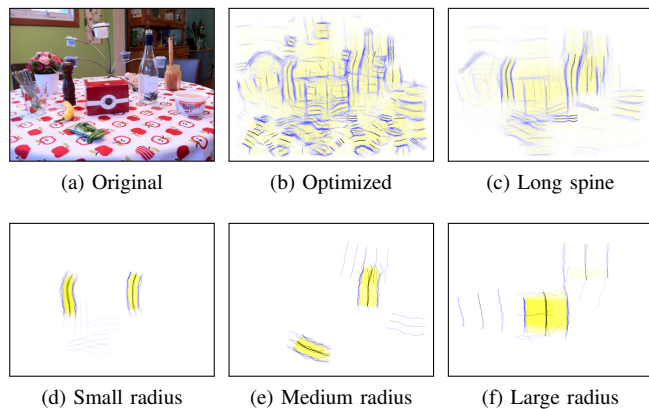 (a) Original
(b) Optimized
(c) Long spine
(d) Small radius
(e) Medium radius
(f) Large radius